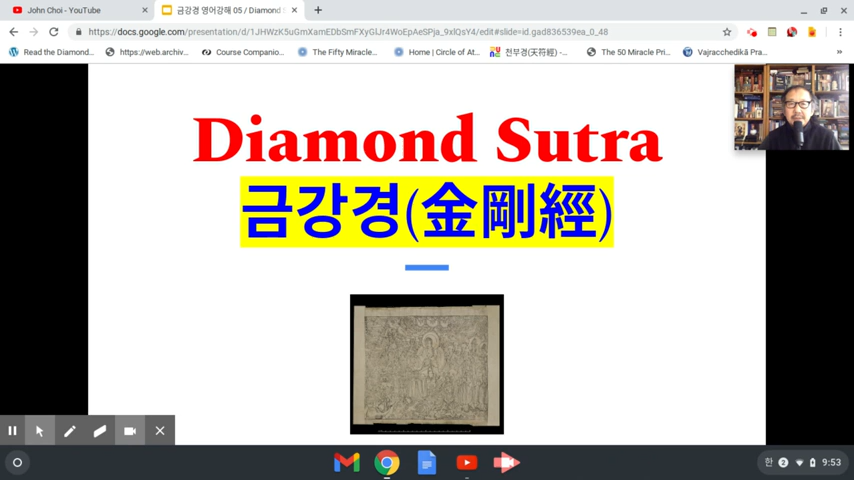 John Choi - YouTube
금강경 영어강해 05 / Diamond S
https://docs.google.com/presentation/d/1JHWzK5uGmXamEDbSmFXyGlJr4WoEpAeSPja_9xlQsY4/edit#slide=id.gad836539ea_0_48
Read the Diamond...
https://web.archiv...
Course Companio...
The Fifty Miracle...
Home | Circle of At...
천부경(天符經) -...
The 50 Miracle Pri...
Vajracchedikā Pra...
Diamond Sutra
금강경(金剛經)
한 2 9:53